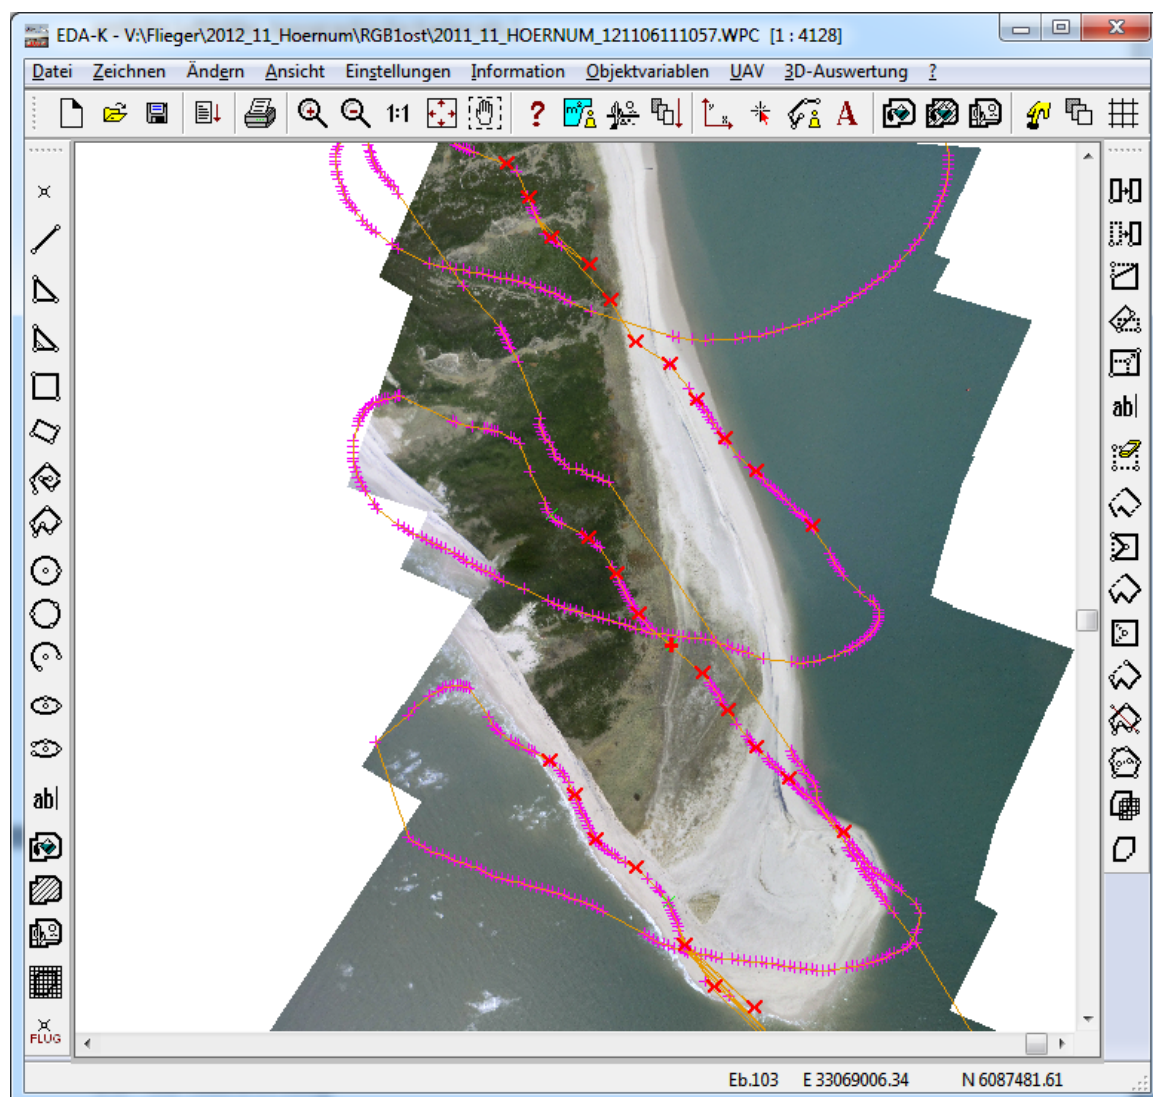 EDA-K - V:\Flieger\2012_11_Hoernum\RGB1ost\2011_11_HOERNUM_121106111057.WPC [1 : 4128]
Datei Zeichnen Ändern Ansicht Einstellungen Information Objektvariablen UAV 3D-Auswertung ?
1:1 ? m² y x A
ab|
ab|
FLUG
Eb.103 E 33069006.34 N 6087481.61